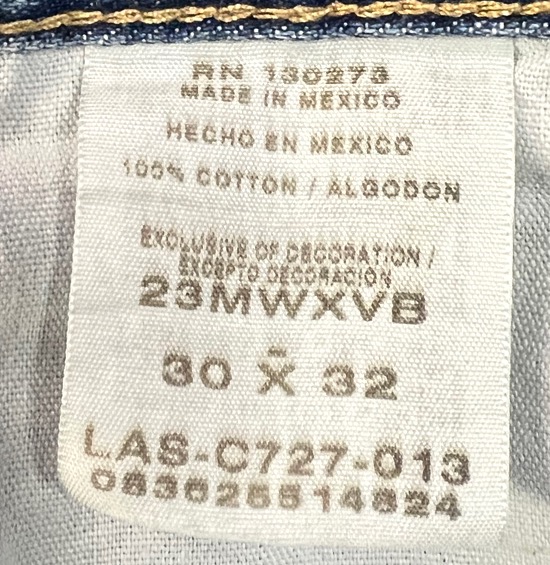 RN 130273
MADE IN MEXICO
HECHO EN MEXICO
100% COTTON / ALGODON
EXCLUSIVE OF DECORATION /
EXCEPTO DECORACION
23MWXVB
30 X 32
LAS-C727-013